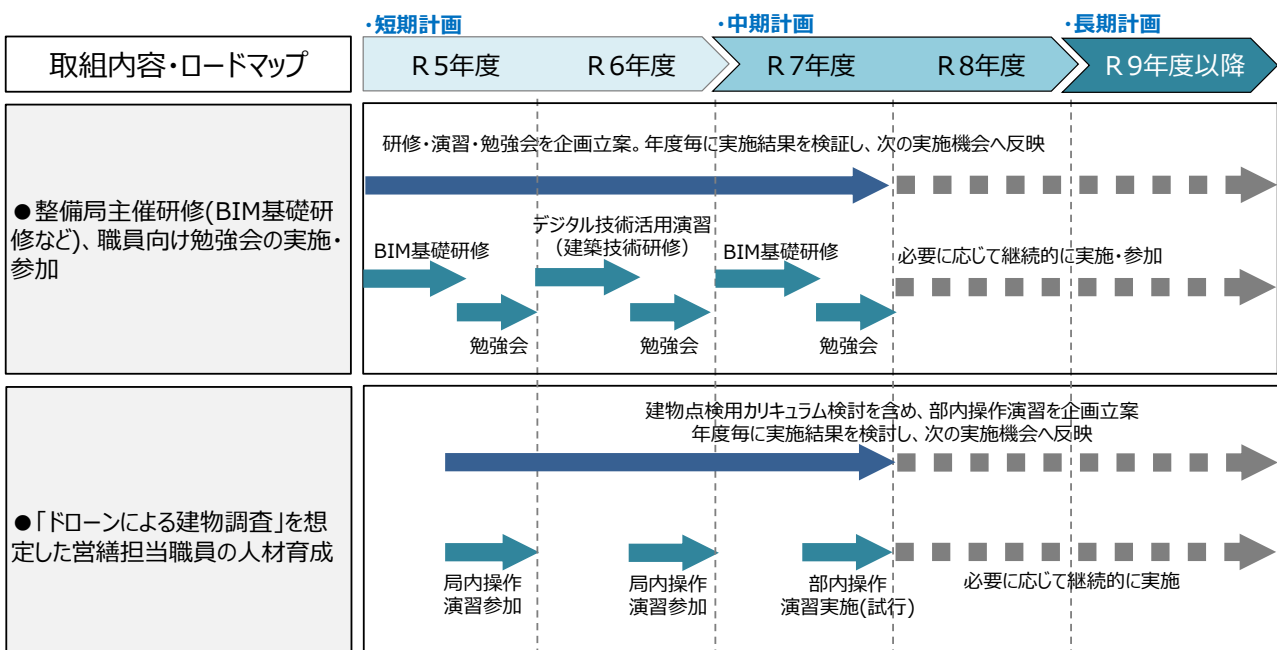 ・短期計画
・中期計画
・長期計画
取組内容・ロードマップ
R5年度
R6年度
R7年度
R8年度
R9年度以降
●整備局主催研修(BIM基礎研
修など)、職員向け勉強会の実施・
参加
研修・演習・勉強会を企画立案。年度毎に実施結果を検証し、次の実施機会へ反映
BIM基礎研修
勉強会
デジタル技術活用演習
(建築技術研修)
勉強会
BIM基礎研修
勉強会
必要に応じて継続的に実施・参加
●「ドローンによる建物調査」を想
定した営繕担当職員の人材育成
建物点検用カリキュラム検討を含め、部内操作演習を企画立案
年度毎に実施結果を検討し、次の実施機会へ反映
局内操作
演習参加
局内操作
演習参加
部内操作
演習実施(試行)
必要に応じて継続的に実施